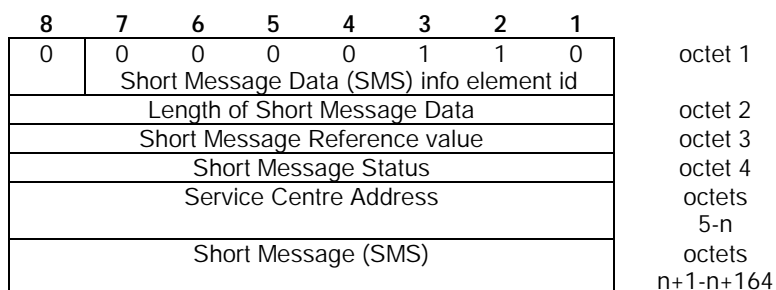 8 7 6 5 4 3 2 1
0 0 0 0 0 1 1 0 octet 1
Short Message Data (SMS) info element id
Length of Short Message Data octet 2
Short Message Reference value octet 3
Short Message Status octet 4
Service Centre Address octets
5-n
Short Message (SMS) octets
n+1-n+164